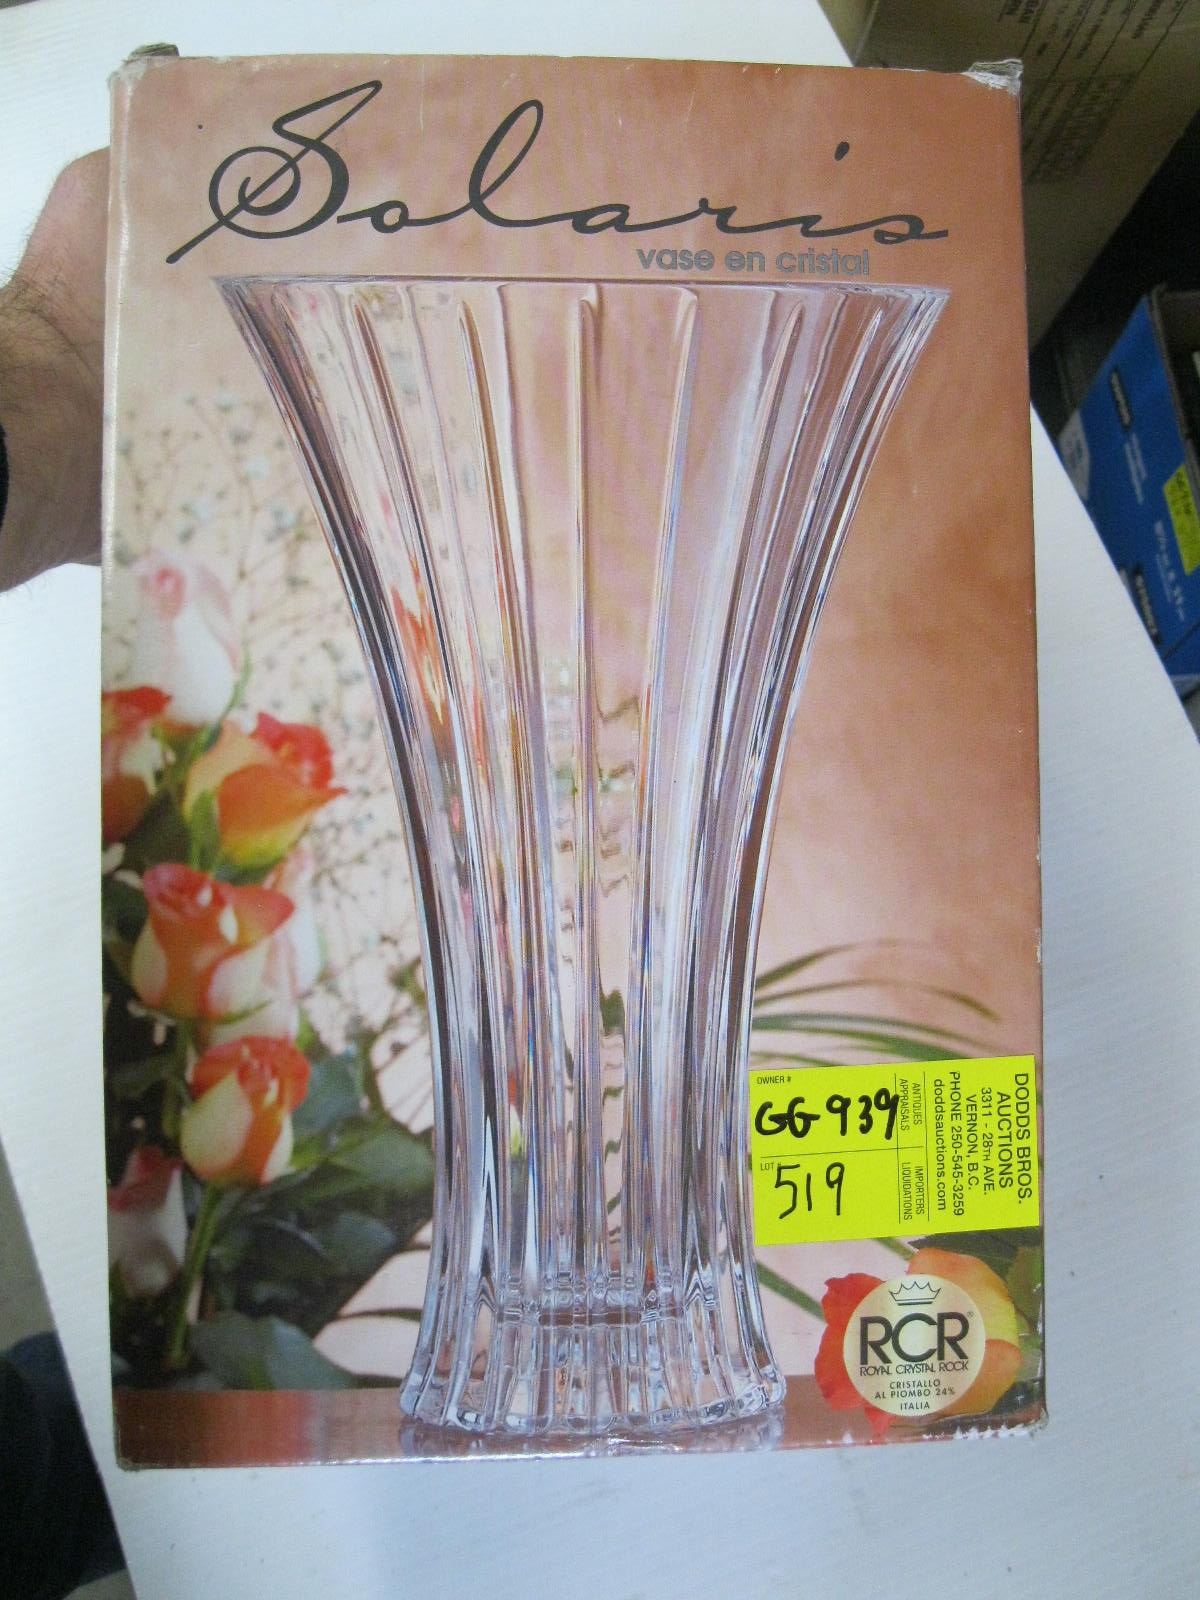 Solaris
vase en cristal
OWNER #
GG 939
LOT #
519
ANTIQUES
APPRAISALS
IMPORTERS
LIQUIDATIONS
DODDS BROS.
AUCTIONS
3311 - 28TH AVE.
VERNON, B.C.
PHONE 250-545-3259
doddsauctions.com
RCR®
ROYAL CRYSTAL ROCK
CRISTALLO
AL PIOMBO 24%
ITALIA